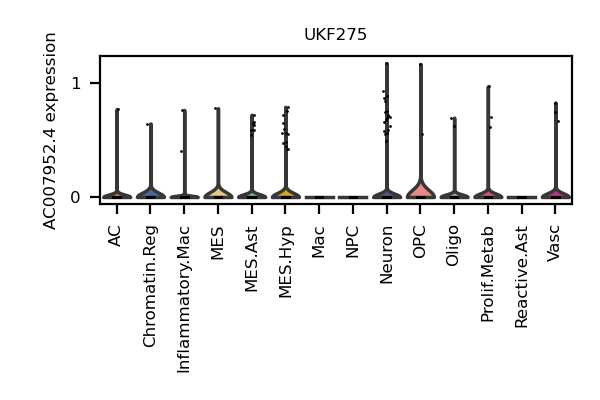 UKF275
AC007952.4 expression
1
0
AC
Chromatin.Reg
Inflammatory.Mac
MES
MES.Ast
MES.Hyp
Mac
NPC
Neuron
OPC
Oligo
Prolif.Metab
Reactive.Ast
Vasc